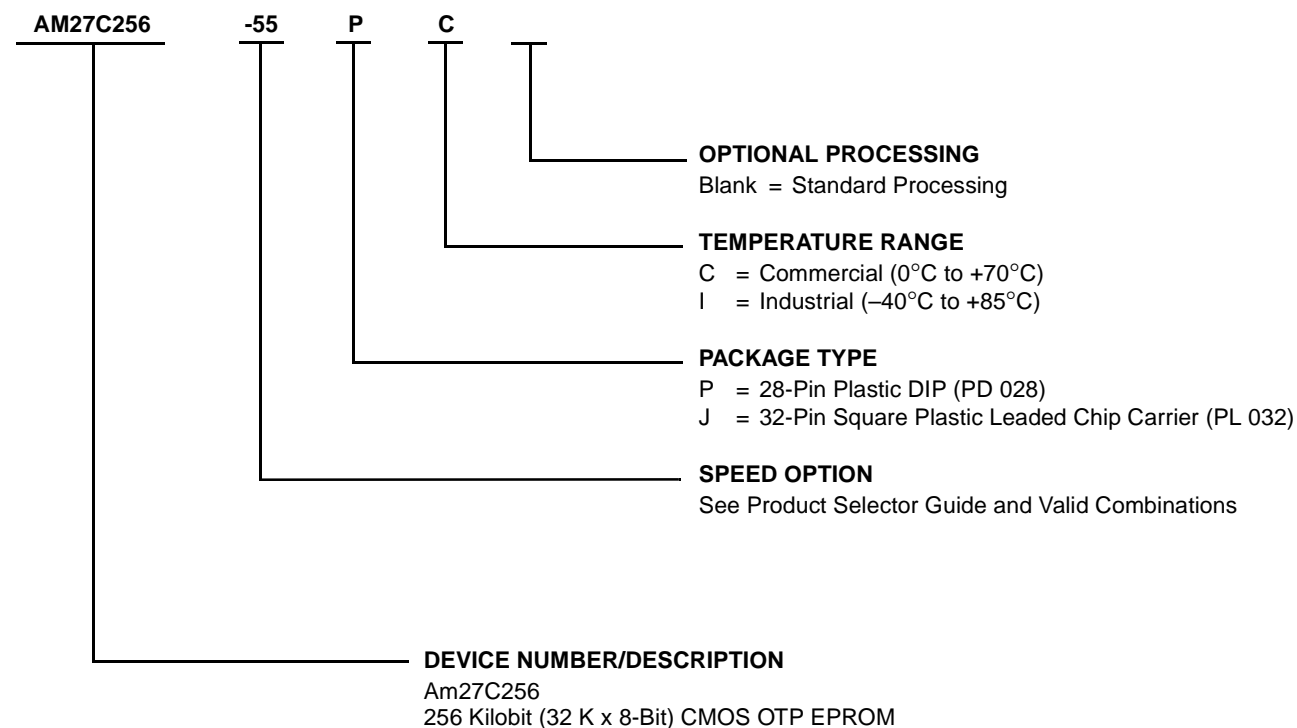 AM27C256 -55 P C
OPTIONAL PROCESSING
Blank = Standard Processing
TEMPERATURE RANGE
C = Commercial (0°C to +70°C)
I = Industrial (–40°C to +85°C)
PACKAGE TYPE
P = 28-Pin Plastic DIP (PD 028)
J = 32-Pin Square Plastic Leaded Chip Carrier (PL 032)
SPEED OPTION
See Product Selector Guide and Valid Combinations
DEVICE NUMBER/DESCRIPTION
Am27C256
256 Kilobit (32 K x 8-Bit) CMOS OTP EPROM